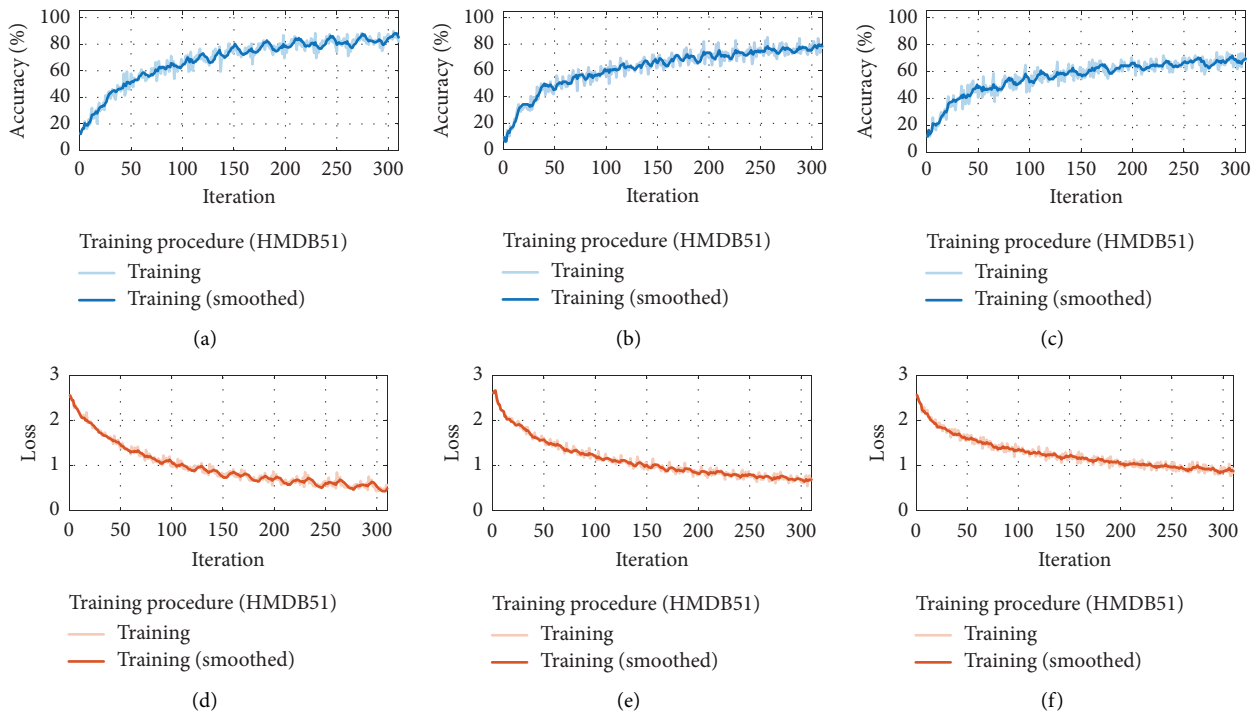 100
80
60
40
20
0
Accuracy (%)
0 50 100 150 200 250 300
Iteration
Training procedure (HMDB51)
Training
Training (smoothed)
(a)
100
80
60
40
20
0
Accuracy (%)
0 50 100 150 200 250 300
Iteration
Training procedure (HMDB51)
Training
Training (smoothed)
(b)
100
80
60
40
20
0
Accuracy (%)
0 50 100 150 200 250 300
Iteration
Training procedure (HMDB51)
Training
Training (smoothed)
(c)
3
2
1
0
Loss
0 50 100 150 200 250 300
Iteration
Training procedure (HMDB51)
Training
Training (smoothed)
(d)
3
2
1
0
Loss
0 50 100 150 200 250 300
Iteration
Training procedure (HMDB51)
Training
Training (smoothed)
(e)
3
2
1
0
Loss
0 50 100 150 200 250 300
Iteration
Training procedure (HMDB51)
Training
Training (smoothed)
(f)